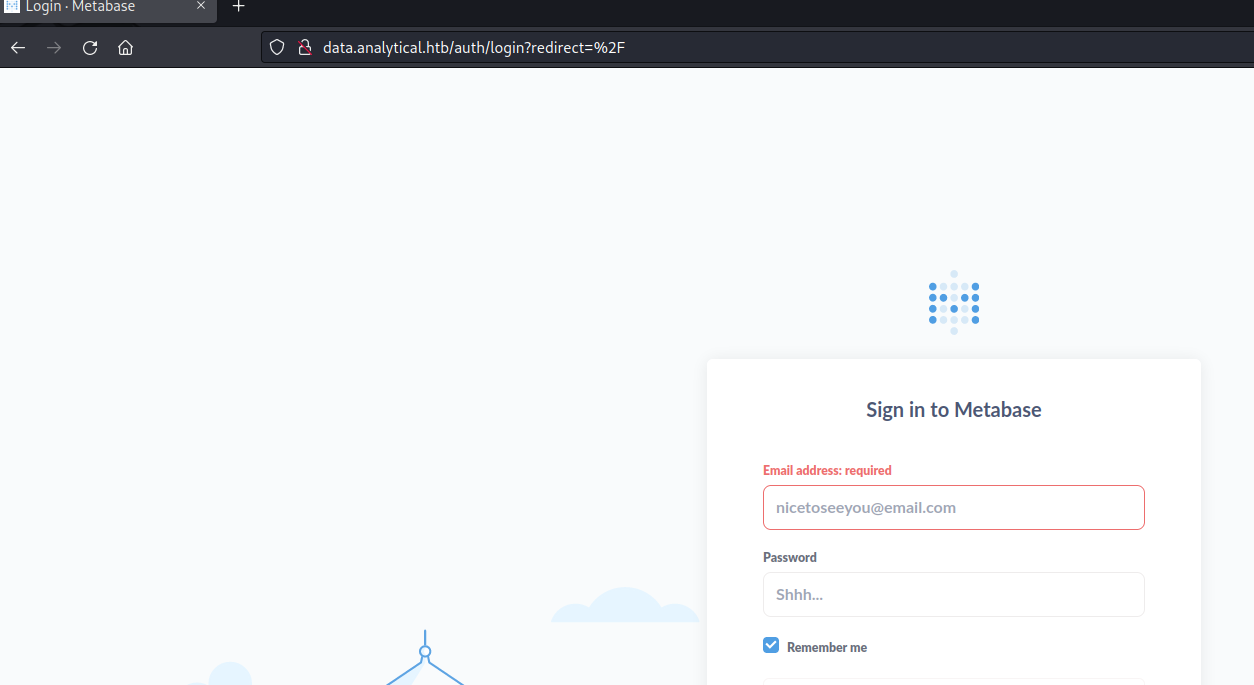 Login · Metabase
data.analytical.htb/auth/login?redirect=%2F
Sign in to Metabase
Email address: required
nicetoseeyou@email.com
Password
Shhh...
Remember me